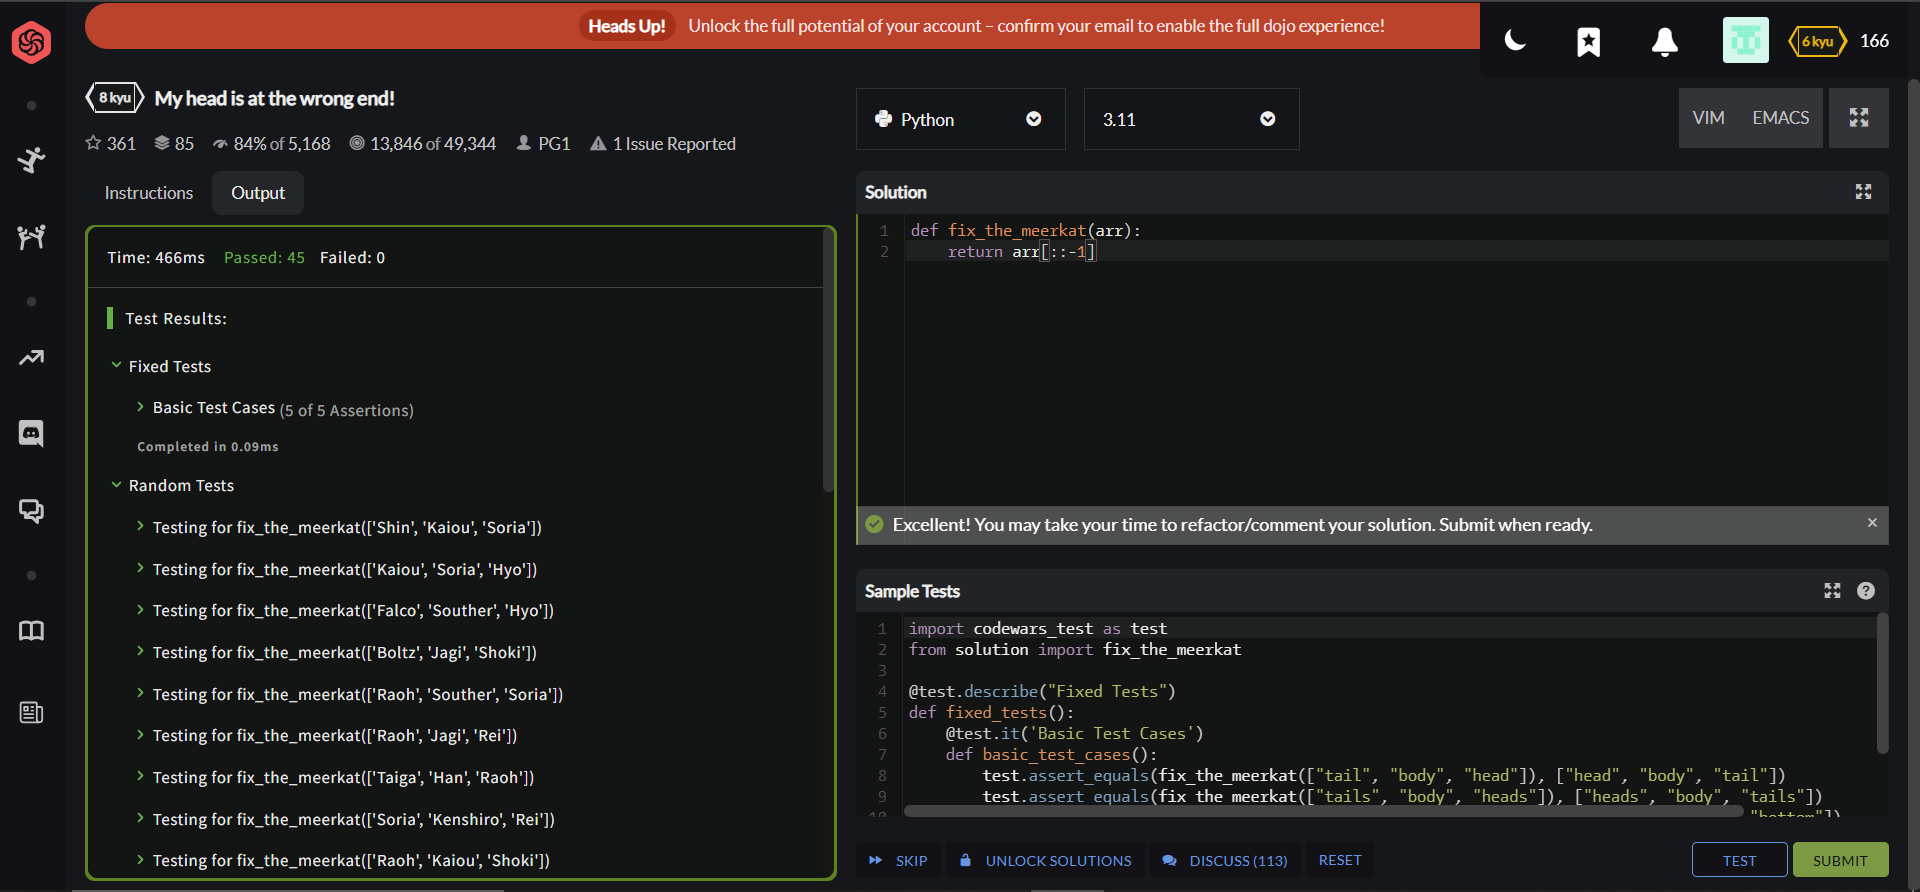 Heads Up! Unlock the full potential of your account – confirm your email to enable the full dojo experience!
6 kyu 166
8 kyu My head is at the wrong end!
361 85 84% of 5,168 13,846 of 49,344 PG1 1 Issue Reported
Instructions Output
Time: 466ms Passed: 45 Failed: 0
Test Results:
Fixed Tests
Basic Test Cases (5 of 5 Assertions)
Completed in 0.09ms
Random Tests
Testing for fix_the_meerkat(['Shin', 'Kaiou', 'Soria'])
Testing for fix_the_meerkat(['Kaiou', 'Soria', 'Hyo'])
Testing for fix_the_meerkat(['Falco', 'Souther', 'Hyo'])
Testing for fix_the_meerkat(['Boltz', 'Jagi', 'Shoki'])
Testing for fix_the_meerkat(['Raoh', 'Souther', 'Soria'])
Testing for fix_the_meerkat(['Raoh', 'Jagi', 'Rei'])
Testing for fix_the_meerkat(['Taiga', 'Han', 'Raoh'])
Testing for fix_the_meerkat(['Soria', 'Kenshiro', 'Rei'])
Testing for fix_the_meerkat(['Raoh', 'Kaiou', 'Shoki'])
Python 3.11 VIM EMACS
Solution
1 def fix_the_meerkat(arr):
2 return arr[::-1]
Excellent! You may take your time to refactor/comment your solution. Submit when ready. ×
Sample Tests
1 import codewars_test as test
2 from solution import fix_the_meerkat
3
4 @test.describe("Fixed Tests")
5 def fixed_tests():
6 @test.it('Basic Test Cases')
7 def basic_test_cases():
8 test.assert_equals(fix_the_meerkat(["tail", "body", "head"]), ["head", "body", "tail"])
9 test.assert_equals(fix_the_meerkat(["tails", "body", "heads"]), ["heads", "body", "tails"])
10 "bottom"])
SKIP UNLOCK SOLUTIONS DISCUSS (113) RESET TEST SUBMIT